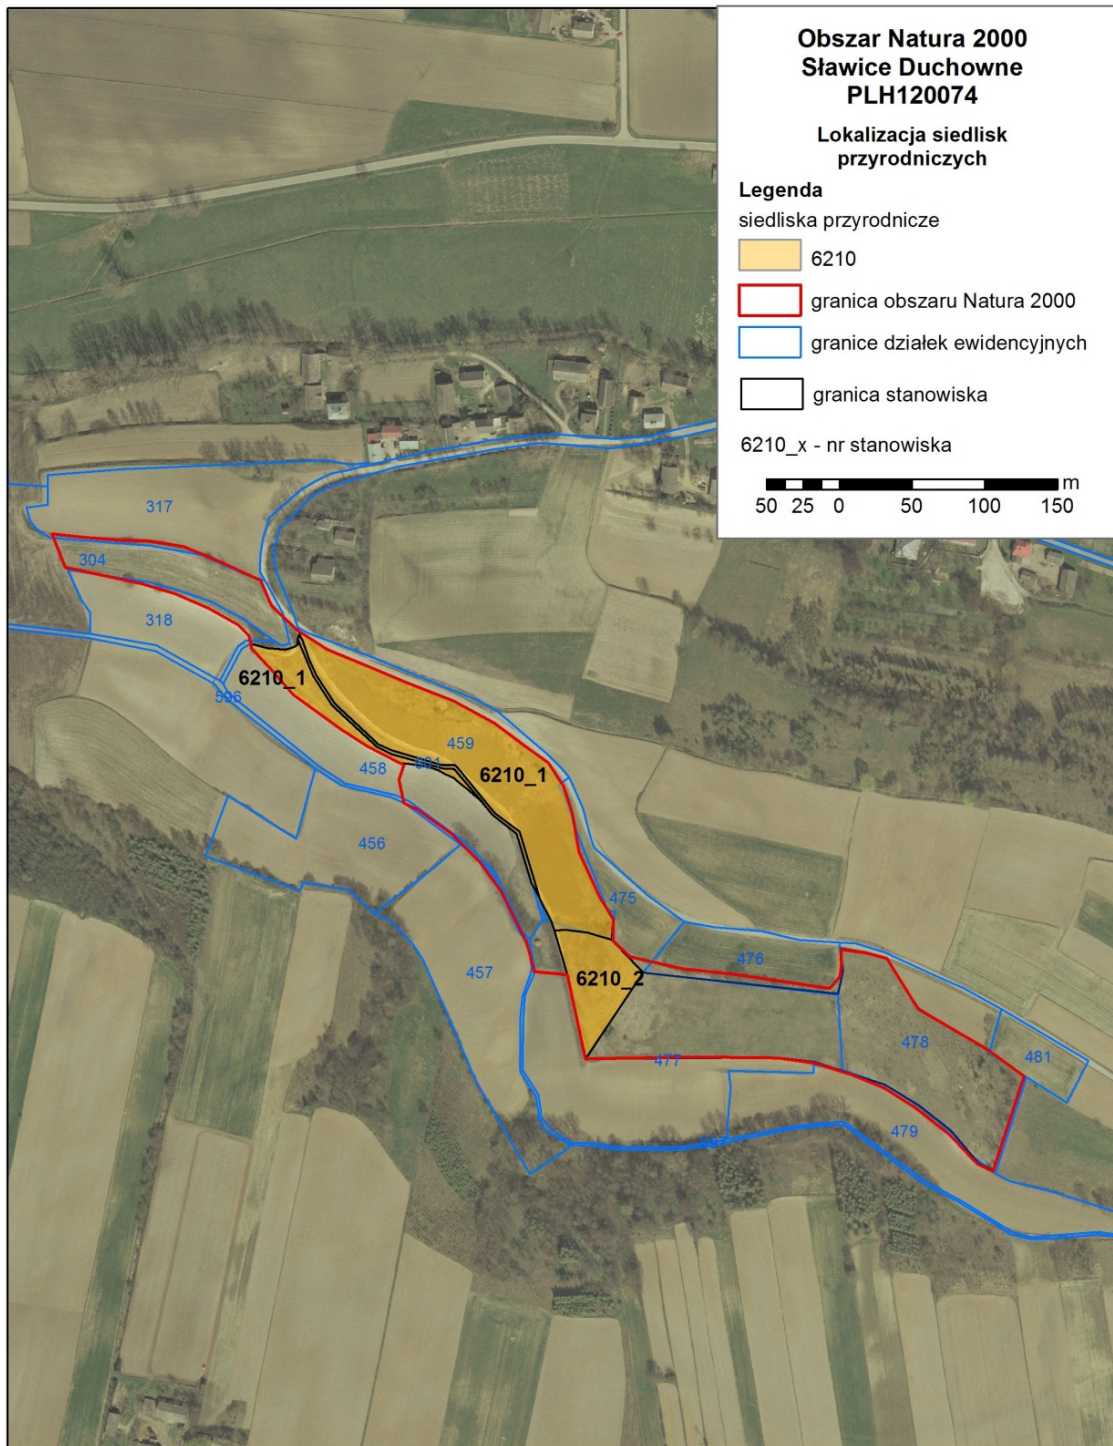 Obszar Natura 2000
Sławice Duchowne
PLH120074
Lokalizacja siedlisk
przyrodniczych
Legenda
siedliska przyrodnicze
6210
granica obszaru Natura 2000
granice działek ewidencyjnych
granica stanowiska
6210_x - nr stanowiska
m
50 25 0 50 100 150
317
304
318
6210_1
596
459
458
601
6210_1
456
475
476
457
6210_2
478
481
477
479